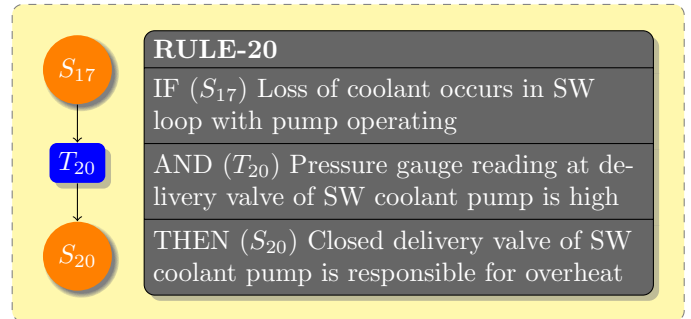 S17
T20
S20
RULE-20
IF (S17) Loss of coolant occurs in SW
loop with pump operating
AND (T20) Pressure gauge reading at de-
livery valve of SW coolant pump is high
THEN (S20) Closed delivery valve of SW
coolant pump is responsible for overheat